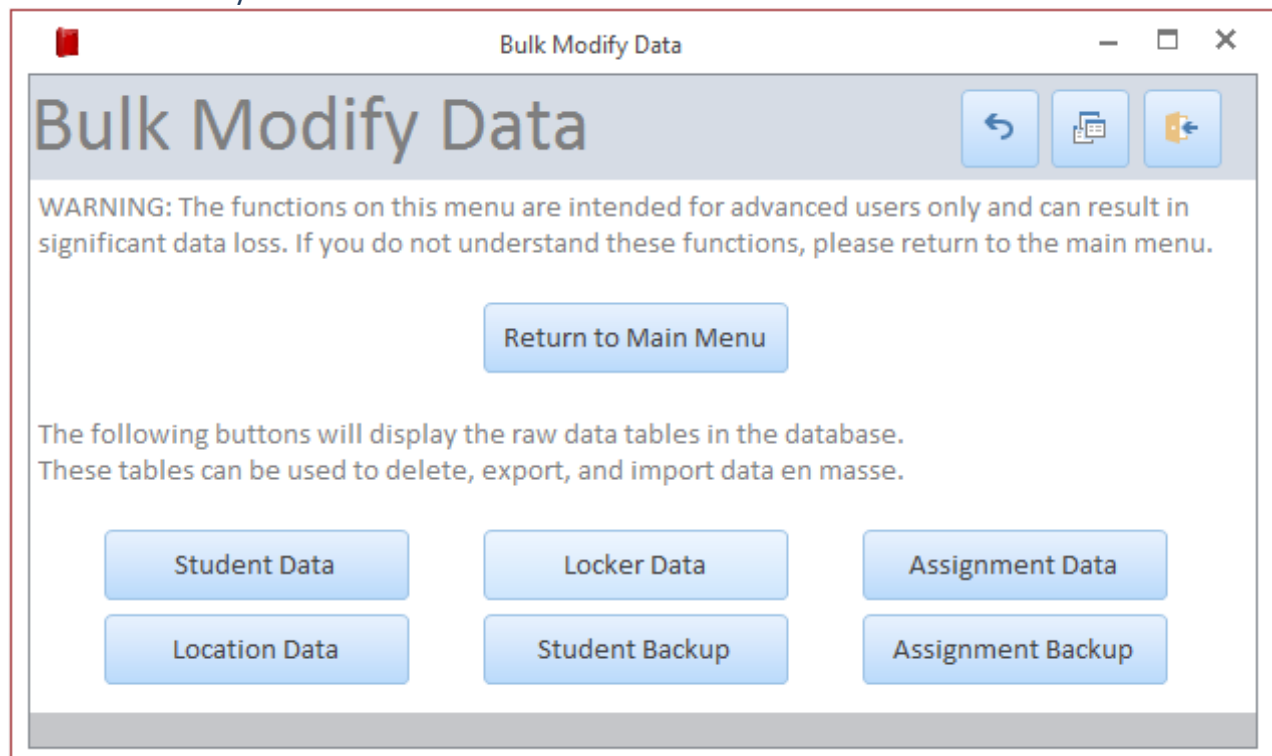 Bulk Modify Data
Bulk Modify Data
WARNING: The functions on this menu are intended for advanced users only and can result in
significant data loss. If you do not understand these functions, please return to the main menu.
Return to Main Menu
The following buttons will display the raw data tables in the database.
These tables can be used to delete, export, and import data en masse.
Student Data
Locker Data
Assignment Data
Location Data
Student Backup
Assignment Backup